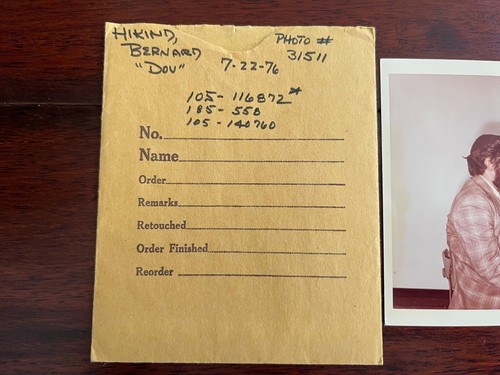 HIKIND,
BERNARD
"DOV"
PHOTO #
31511
7-22-76
105-116872*
185-558
105-140760
No.
Name
Order
Remarks
Retouched
Order Finished
Reorder